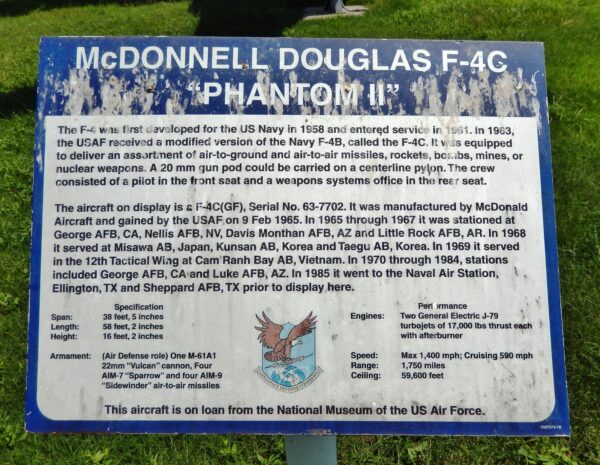 McDONNELL DOUGLAS F-4C
"PHANTOM II"
The F-4 was first developed for the US Navy in 1958 and entered service in 1961. In 1963,
the USAF received a modified version of the Navy F-4B, called the F-4C. It was equipped
to deliver an assortment of air-to-ground and air-to-air missiles, rockets, bombs, mines, or
nuclear weapons. A 20 mm gun pod could be carried on a centerline pylon. The crew
consisted of a pilot in the front seat and a weapons systems office in the rear seat.
The aircraft on display is a F-4C(GF), Serial No. 63-7702. It was manufactured by McDonald
Aircraft and gained by the USAF on 9 Feb 1965. In 1965 through 1967 it was stationed at
George AFB, CA, Nellis AFB, NV, Davis Monthan AFB, AZ and Little Rock AFB, AR. In 1968
it served at Misawa AB, Japan, Kunsan AB, Korea and Taegu AB, Korea. In 1969 it served
in the 12th Tactical Wing at Cam Ranh Bay AB, Vietnam. In 1970 through 1984, stations
included George AFB, CA and Luke AFB, AZ. In 1985 it went to the Naval Air Station,
Ellington, TX and Sheppard AFB, TX prior to display here.
Specification
Span: 38 feet, 5 inches
Length: 58 feet, 2 inches
Height: 16 feet, 2 inches
Armament: (Air Defense role) One M-61A1
22mm "Vulcan" cannon, Four
AIM-7 "Sparrow" and four AIM-9
"Sidewinder" air-to-air missiles
Performance
Engines: Two General Electric J-79
turbojets of 17,000 lbs thrust each
with afterburner
Speed: Max 1,400 mph; Cruising 590 mph
Range: 1,750 miles
Ceiling: 59,600 feet
This aircraft is on loan from the National Museum of the US Air Force.